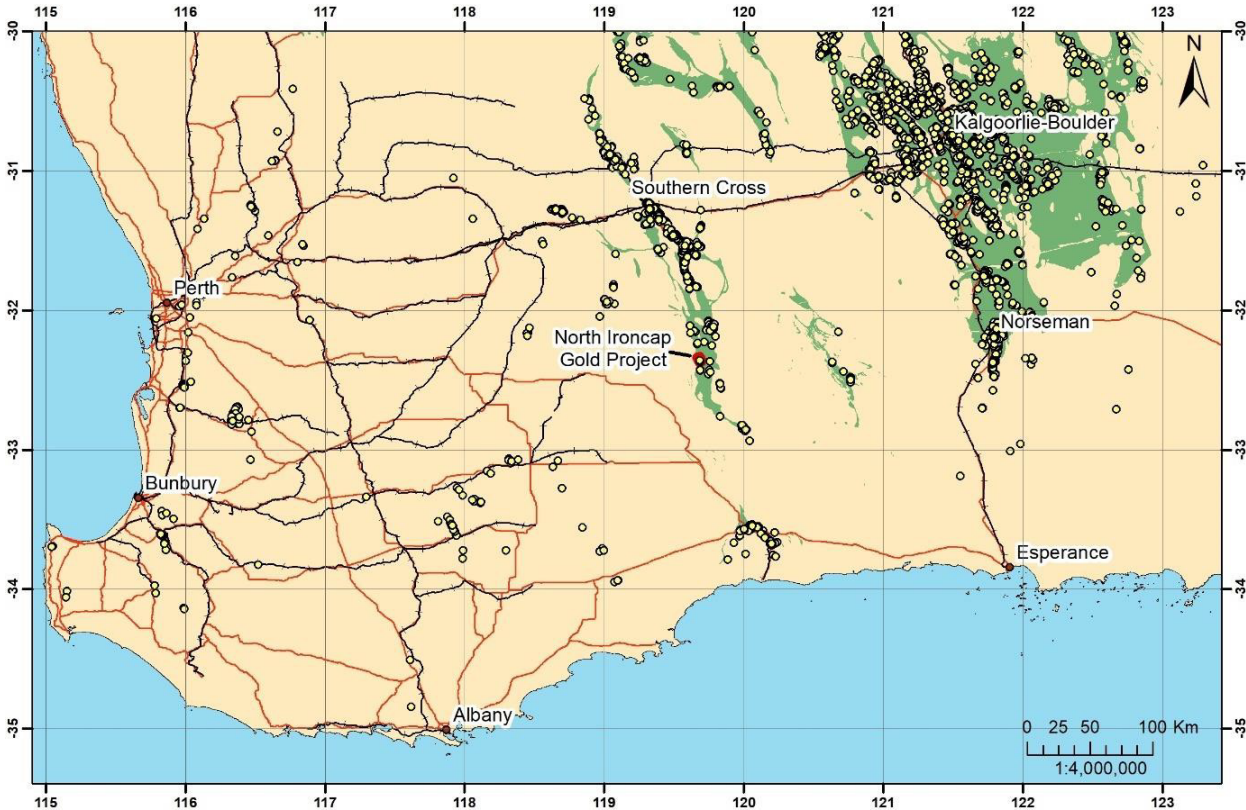 115 116 117 118 119 120 121 122 123
-30 -30
N
Kalgoorlie-Boulder
-31 -31
Southern Cross
Perth
-32 -32
Norseman
North Ironcap
Gold Project
-33 -33
Bunbury
Esperance
-34 -34
Albany
-35 -35
0 25 50 100 Km
1:4,000,000
115 116 117 118 119 120 121 122 123